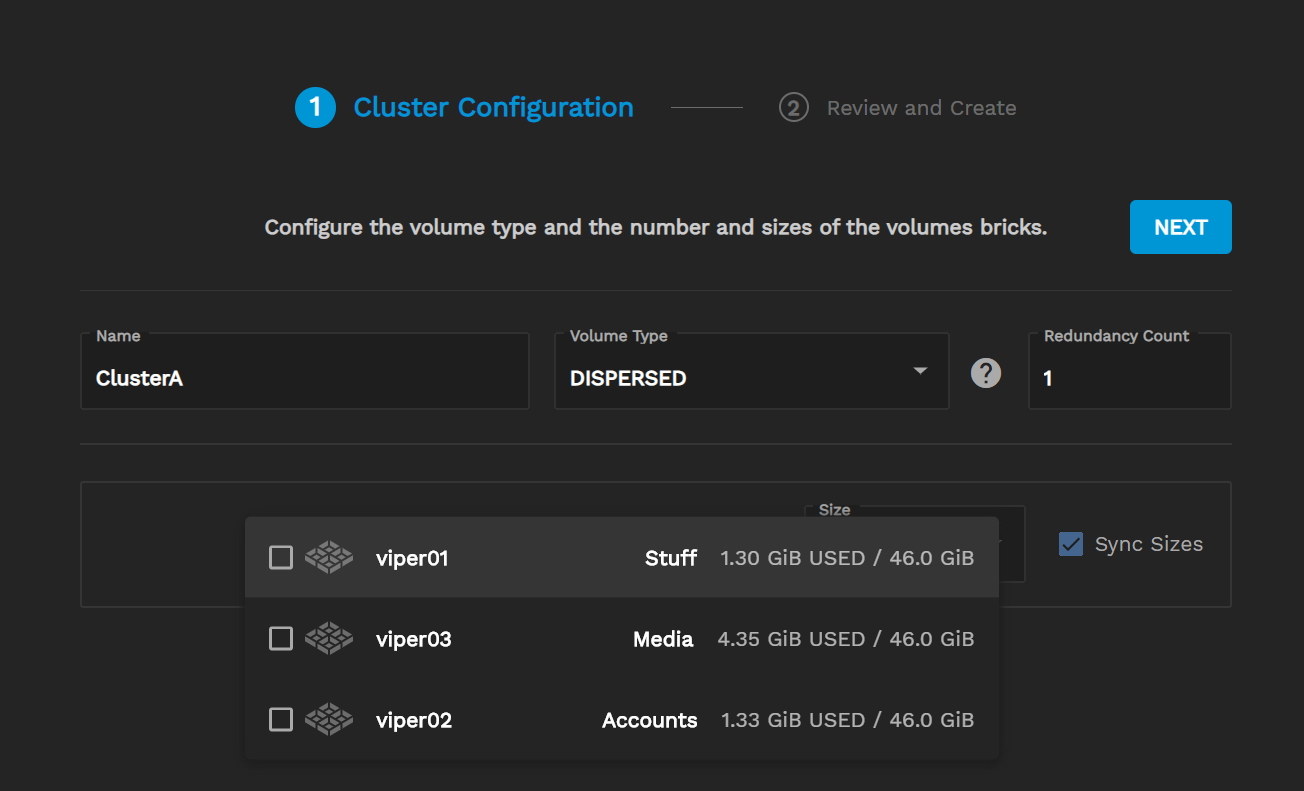 1 Cluster Configuration 2 Review and Create
Configure the volume type and the number and sizes of the volumes bricks. NEXT
Name Volume Type Redundancy Count
ClusterA DISPERSED ? 1
Size
Sync Sizes
viper01 Stuff 1.30 GiB USED / 46.0 GiB
viper03 Media 4.35 GiB USED / 46.0 GiB
viper02 Accounts 1.33 GiB USED / 46.0 GiB